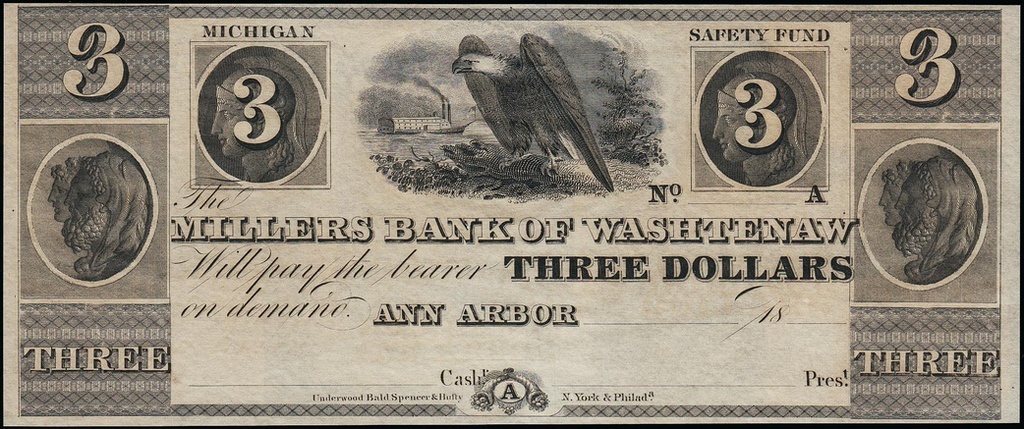 3 MICHIGAN SAFETY FUND 3
3 3
No. A
The
MILLERS BANK OF WASHTENAW
Will pay the bearer THREE DOLLARS
on demand. ANN ARBOR 18
THREE THREE
Cashr. Prest.
Underwood Bald Spencer & Hufty A N. York & Philada.